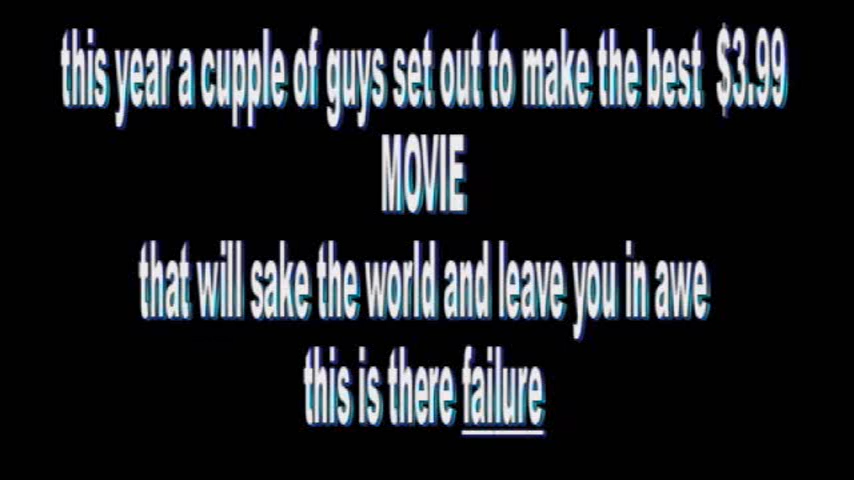 this year a cupple of guys set out to make the best $3.99
MOVIE
that will sake the world and leave you in awe
this is there failure